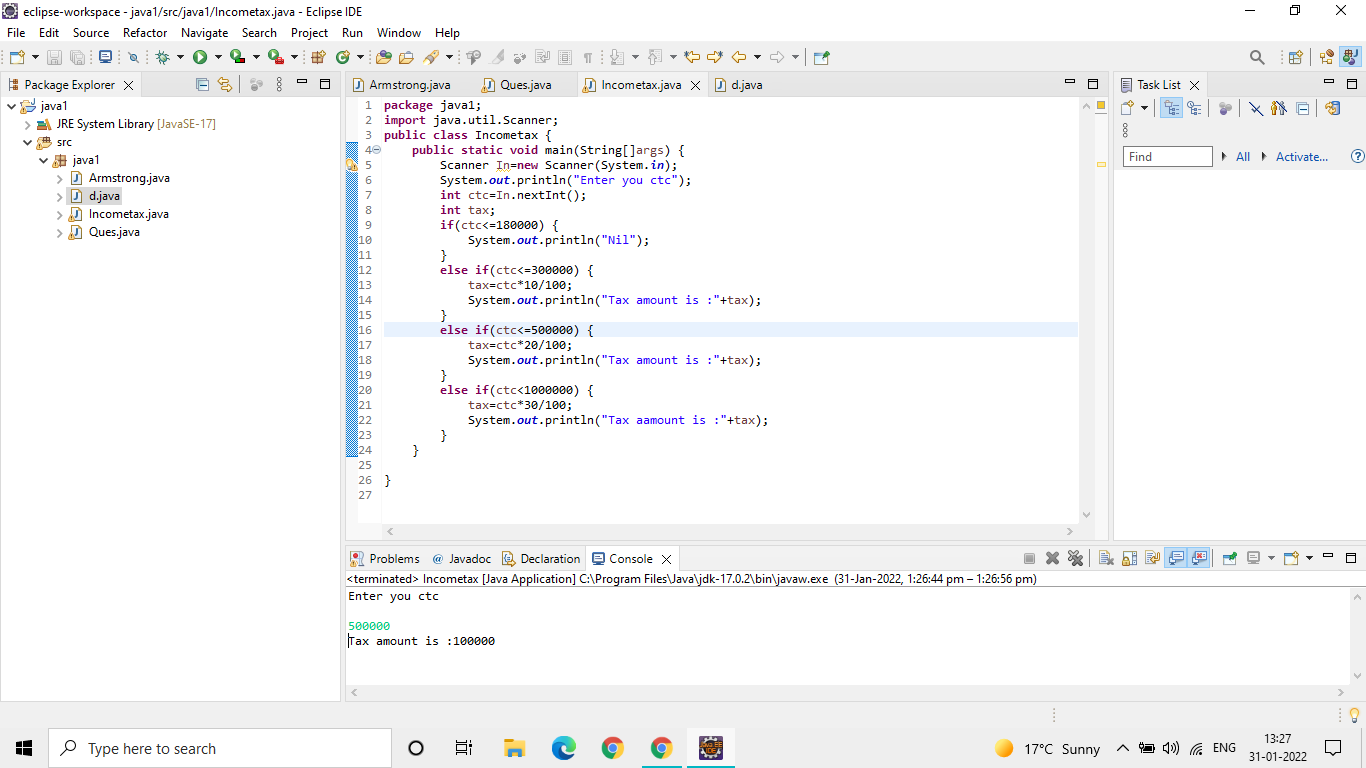 eclipse-workspace - java1/src/java1/Incometax.java - Eclipse IDE
File Edit Source Refactor Navigate Search Project Run Window Help
Package Explorer
java1
JRE System Library [JavaSE-17]
src
java1
Armstrong.java
d.java
Incometax.java
Ques.java
Armstrong.java Ques.java Incometax.java d.java
1 package java1;
2 import java.util.Scanner;
3 public class Incometax {
4 public static void main(String[]args) {
5 Scanner In=new Scanner(System.in);
6 System.out.println("Enter you ctc");
7 int ctc=In.nextInt();
8 int tax;
9 if(ctc<=180000) {
10 System.out.println("Nil");
11 }
12 else if(ctc<=300000) {
13 tax=ctc*10/100;
14 System.out.println("Tax amount is :"+tax);
15 }
16 else if(ctc<=500000) {
17 tax=ctc*20/100;
18 System.out.println("Tax amount is :"+tax);
19 }
20 else if(ctc<1000000) {
21 tax=ctc*30/100;
22 System.out.println("Tax aamount is :"+tax);
23 }
24 }
25
26 }
27
Task List
Find All Activate...
Problems @ Javadoc Declaration Console
<terminated> Incometax [Java Application] C:\Program Files\Java\jdk-17.0.2\bin\javaw.exe (31-Jan-2022, 1:26:44 pm – 1:26:56 pm)
Enter you ctc
500000
Tax amount is :100000
Type here to search
JAVA EE
IDE
17°C Sunny
ENG
13:27
31-01-2022